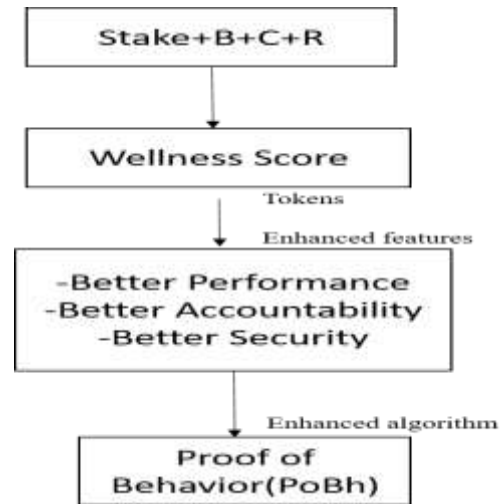 Stake+B+C+R
Wellness Score
Tokens
Enhanced features
-Better Performance
-Better Accountability
-Better Security
Enhanced algorithm
Proof of
Behavior(PoBh)